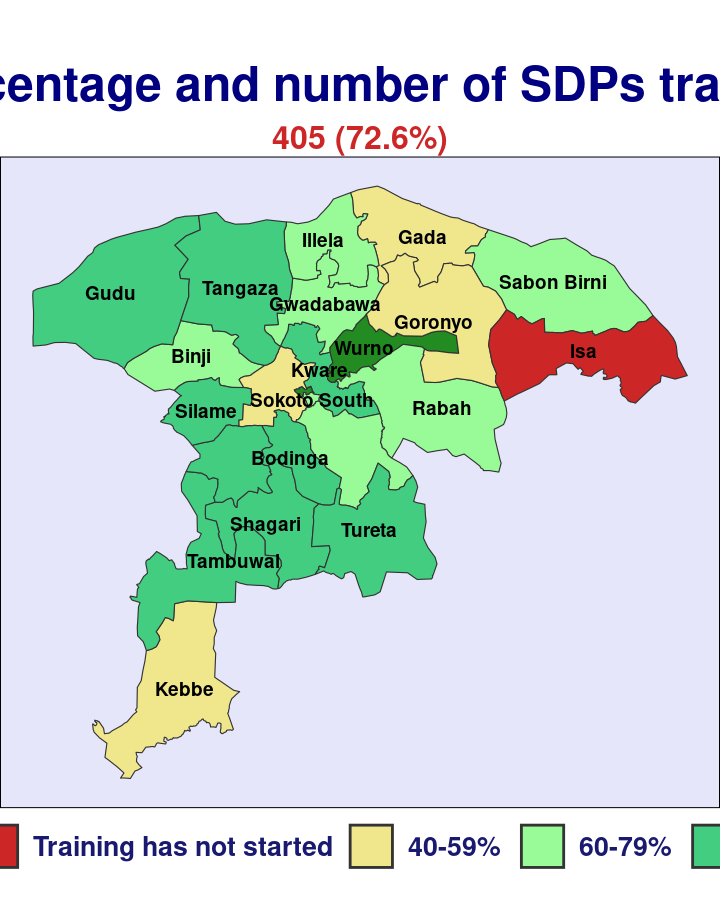 centage and number of SDPs tra
405 (72.6%)
Illela
Gada
Sabon Birni
Gudu
Tangaza
Gwadabawa
Goronyo
Wurno
Isa
Binji
Kware
Sokoto South
Silame
Rabah
Bodinga
Shagari
Tureta
Tambuwal
Kebbe
Training has not started 40-59% 60-79%